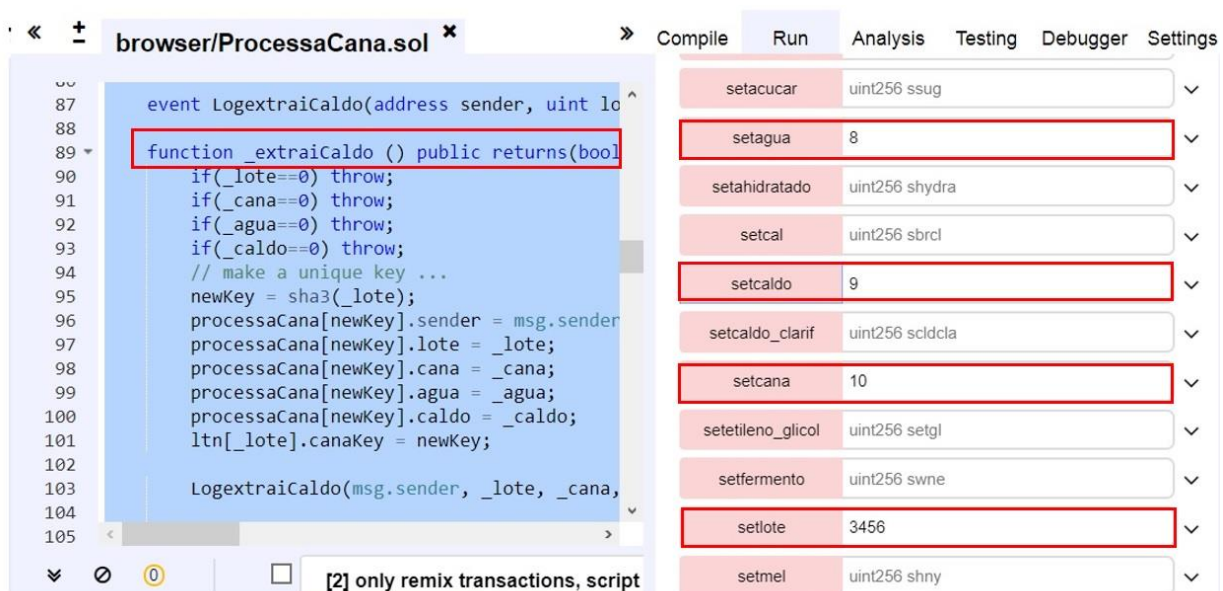 « ± browser/ProcessaCana.sol × »
87 event LogextraiCaldo(address sender, uint lo
88
89 function _extraiCaldo () public returns(bool
90 if(_lote==0) throw;
91 if(_cana==0) throw;
92 if(_agua==0) throw;
93 if(_caldo==0) throw;
94 // make a unique key ...
95 newKey = sha3(_lote);
96 processaCana[newKey].sender = msg.sender
97 processaCana[newKey].lote = _lote;
98 processaCana[newKey].cana = _cana;
99 processaCana[newKey].agua = _agua;
100 processaCana[newKey].caldo = _caldo;
101 ltn[_lote].canaKey = newKey;
102
103 LogextraiCaldo(msg.sender, _lote, _cana,
104
105
0 [2] only remix transactions, script
Compile Run Analysis Testing Debugger Settings
setacucar uint256 ssug
setagua 8
setahidratado uint256 shydra
setcal uint256 sbrcl
setcaldo 9
setcaldo_clarif uint256 scldcla
setcana 10
setetileno_glicol uint256 setgl
setfermento uint256 swne
setlote 3456
setmel uint256 shny